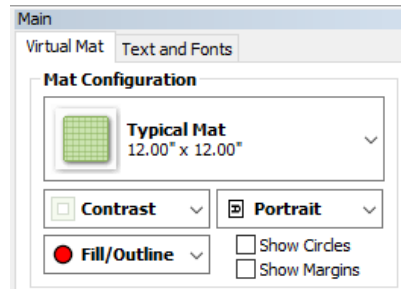 Main
Virtual Mat Text and Fonts
Mat Configuration
Typical Mat
12.00" x 12.00"
Contrast Portrait
Fill/Outline Show Circles
Show Margins